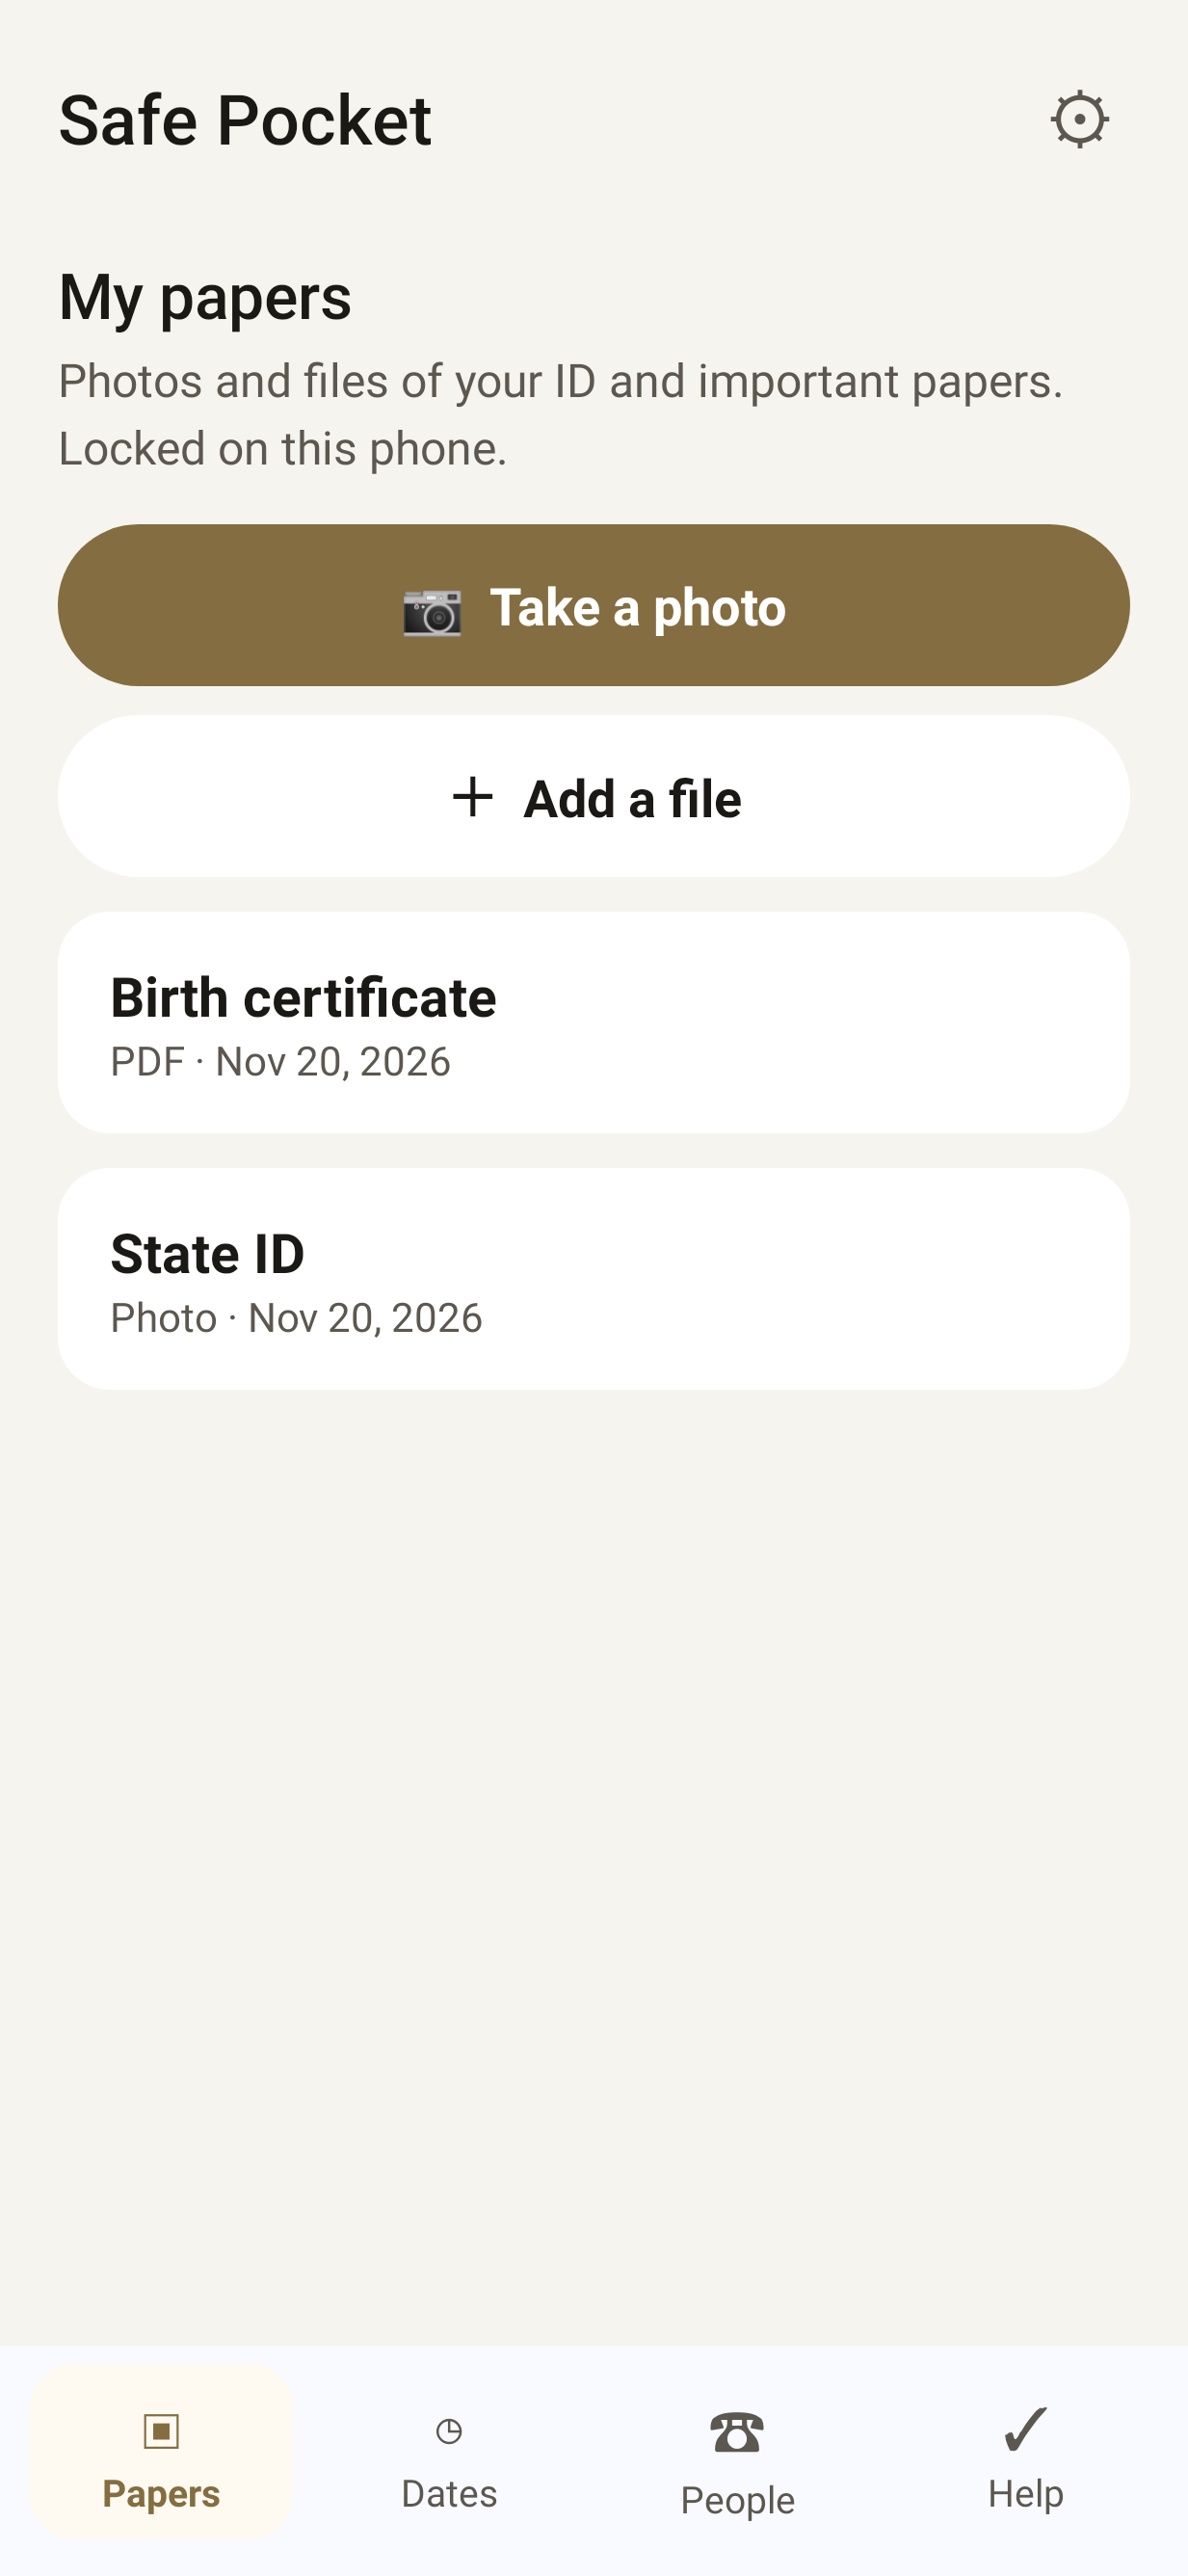 Safe Pocket
My papers
Photos and files of your ID and important papers.
Locked on this phone.
Take a photo
+ Add a file
Birth certificate
PDF · Nov 20, 2026
State ID
Photo · Nov 20, 2026
Papers
Dates
People
Help